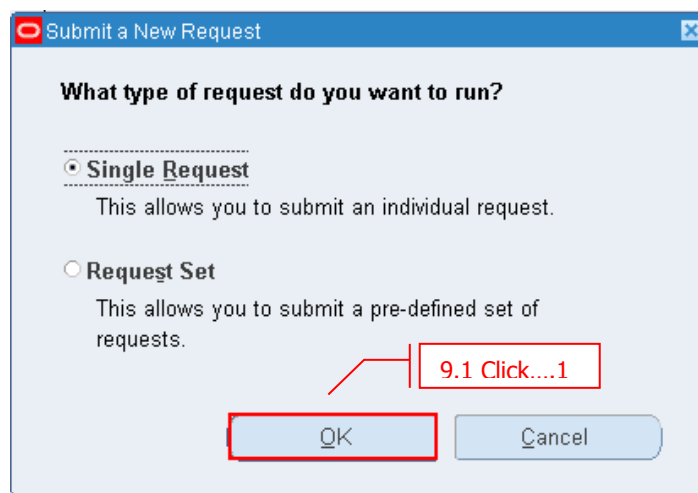 Submit a New Request
What type of request do you want to run?
Single Request
This allows you to submit an individual request.
Request Set
This allows you to submit a pre-defined set of
requests.
9.1 Click....1
OK
Cancel